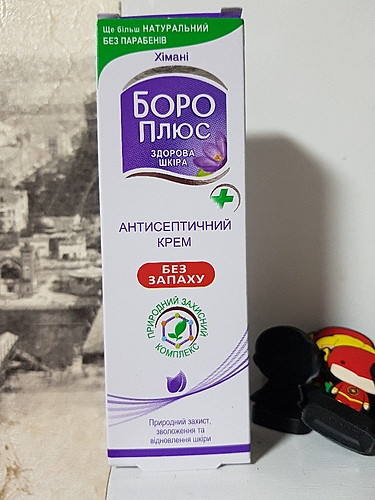 Ще більш НАТУРАЛЬНИЙ
БЕЗ ПАРАБЕНІВ
Хімані
БОРО
ПЛЮС
ЗДОРОВА
ШКІРА
АНТИСЕПТИЧНИЙ
КРЕМ
БЕЗ
ЗАПАХУ
ПРИРОДНИЙ ЗАХИСНИЙ
КОМПЛЕКС
Природний захист,
зволоження та
відновлення шкіри